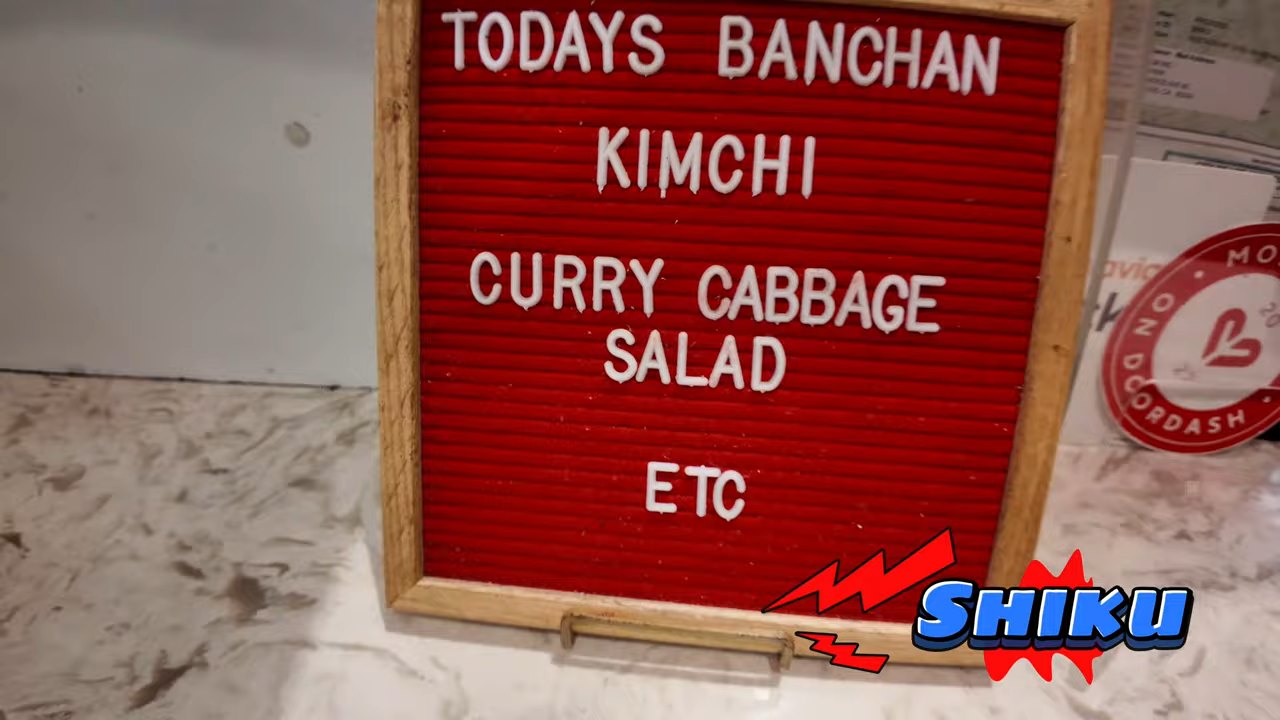 TODAYS BANCHAN
KIMCHI
CURRY CABBAGE
SALAD
ETC
ON DOORDASH
SHIKU